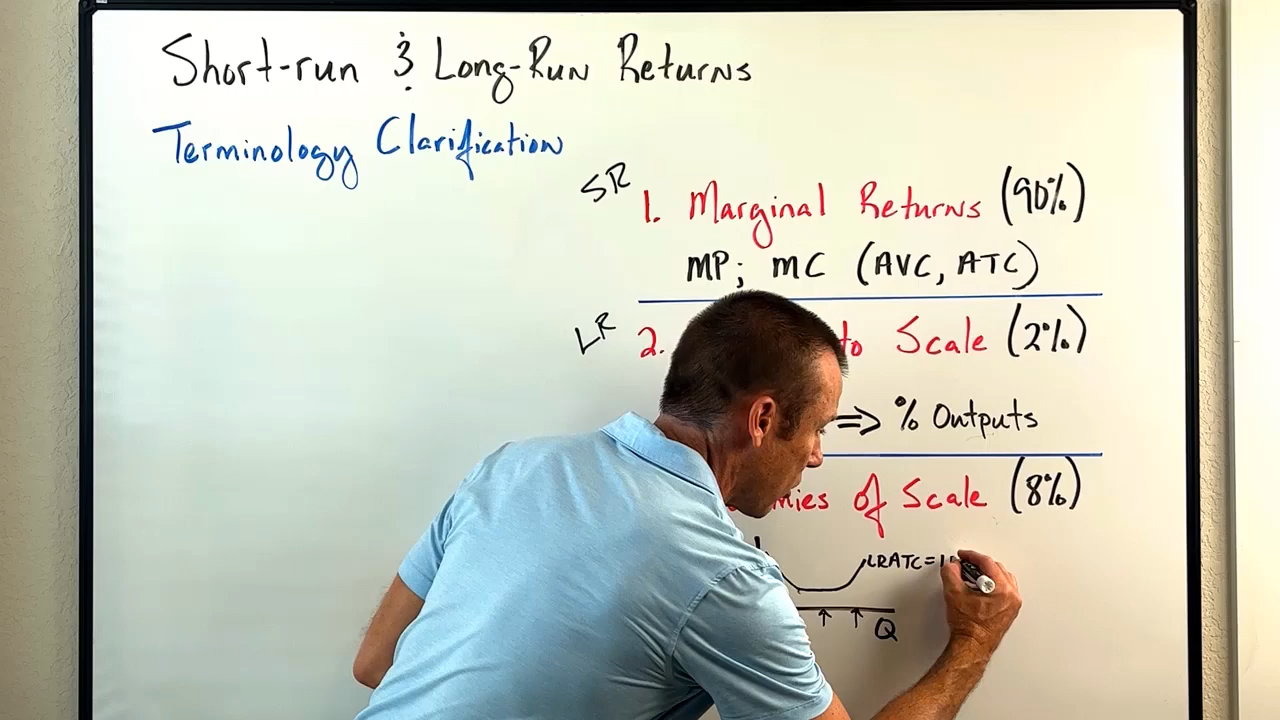 Short-run & Long-Run Returns
Terminology Clarification
SR
1. Marginal Returns (90%)
MP; MC (AVC, ATC)
LR
2. to Scale (2%)
=> % Outputs
of Scale (8%)
LRATC=
↑ ↑ Q